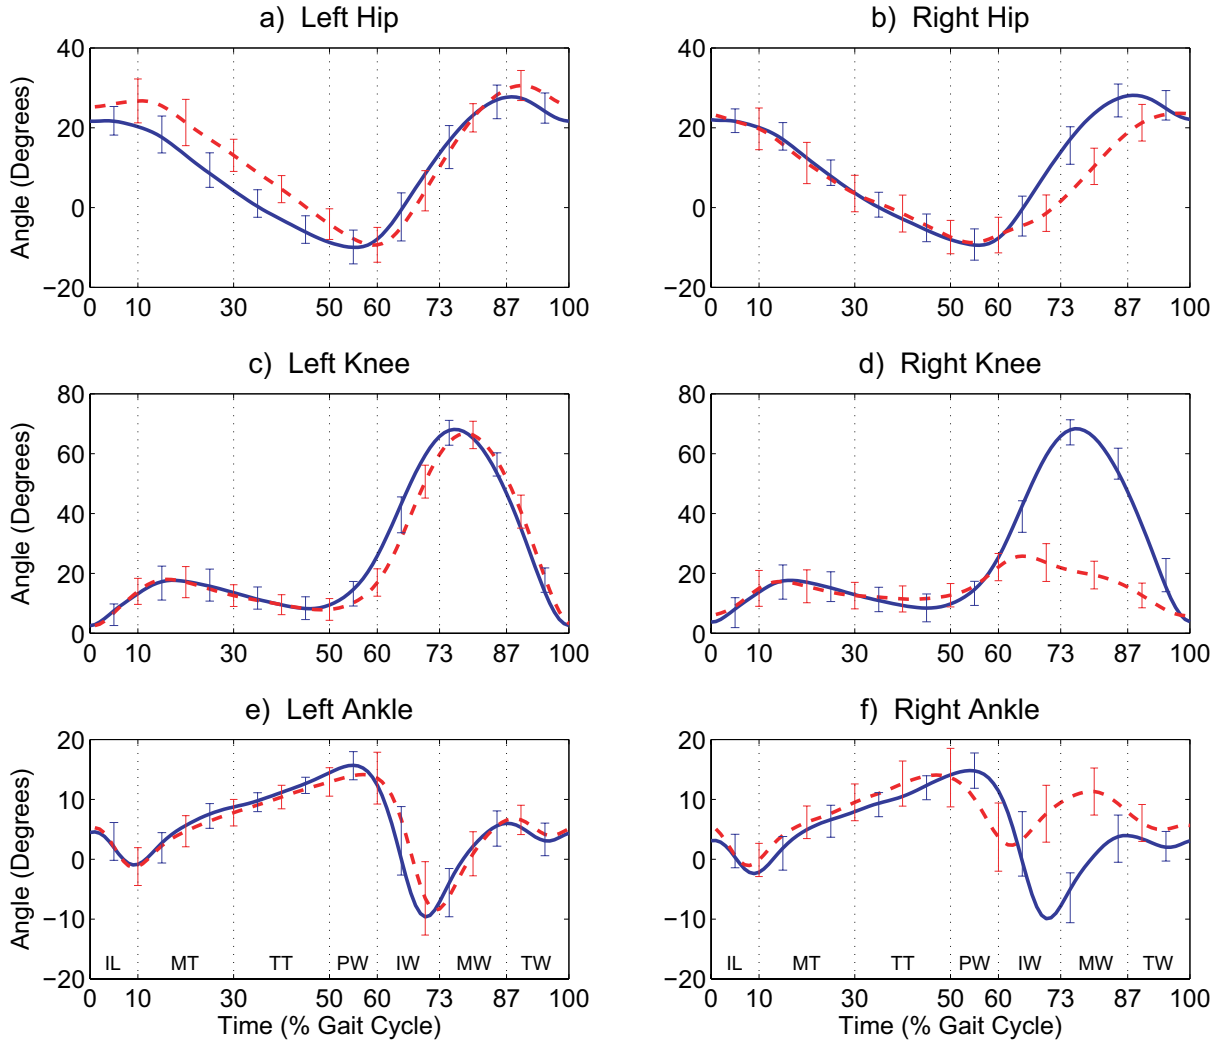 a)  Left Hip
b)  Right Hip
Angle (Degrees)
40
20
0
−20
0 10 30 50 60 73 87 100
40
20
0
−20
0 10 30 50 60 73 87 100
c)  Left Knee
d)  Right Knee
Angle (Degrees)
80
60
40
20
0
0 10 30 50 60 73 87 100
80
60
40
20
0
0 10 30 50 60 73 87 100
e)  Left Ankle
f)  Right Ankle
Angle (Degrees)
20
10
0
−10
−20
IL MT TT PW IW MW TW
0 10 30 50 60 73 87 100
Time (% Gait Cycle)
20
10
0
−10
−20
IL MT TT PW IW MW TW
0 10 30 50 60 73 87 100
Time (% Gait Cycle)